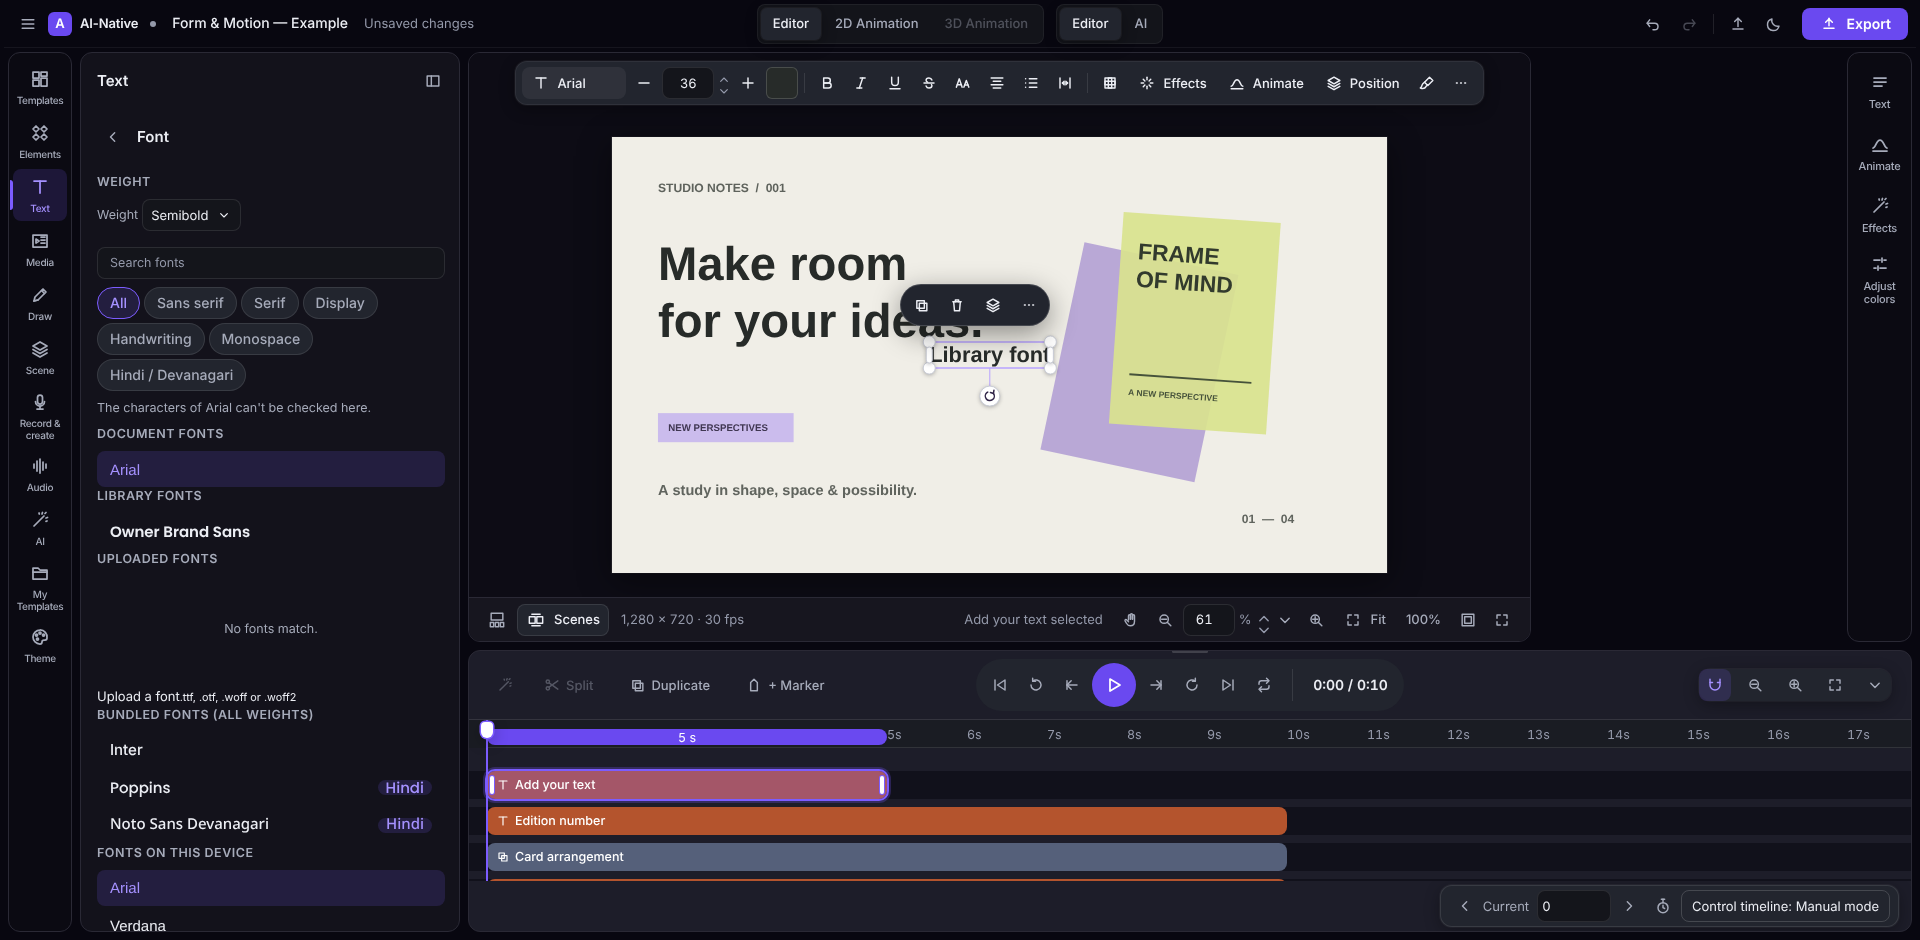 A AI-Native Form & Motion — Example Unsaved changes Editor 2D Animation 3D Animation Editor AI Export
Templates
Elements
Text
Media
Draw
Scene
Record &
create
Audio
AI
My
Templates
Theme
Text
Font
WEIGHT
Weight Semibold
Search fonts
All Sans serif Serif Display
Handwriting Monospace
Hindi / Devanagari
The characters of Arial can't be checked here.
DOCUMENT FONTS
Arial
LIBRARY FONTS
Owner Brand Sans
UPLOADED FONTS
No fonts match.
Upload a font.ttf, .otf, .woff or .woff2
BUNDLED FONTS (ALL WEIGHTS)
Inter
Poppins Hindi
Noto Sans Devanagari Hindi
FONTS ON THIS DEVICE
Arial
Verdana
Arial 36 B I U S AA Effects Animate Position
STUDIO NOTES / 001
Make room
for your ideas.
Library font
NEW PERSPECTIVES
A study in shape, space & possibility.
FRAME
OF MIND
A NEW PERSPECTIVE
01 — 04
Scenes 1,280 × 720 · 30 fps Add your text selected 61 % Fit 100%
Text
Animate
Effects
Adjust
colors
Split Duplicate + Marker 0:00 / 0:10
5 s 5s 6s 7s 8s 9s 10s 11s 12s 13s 14s 15s 16s 17s
Add your text
Edition number
Card arrangement
Current 0 Control timeline: Manual mode